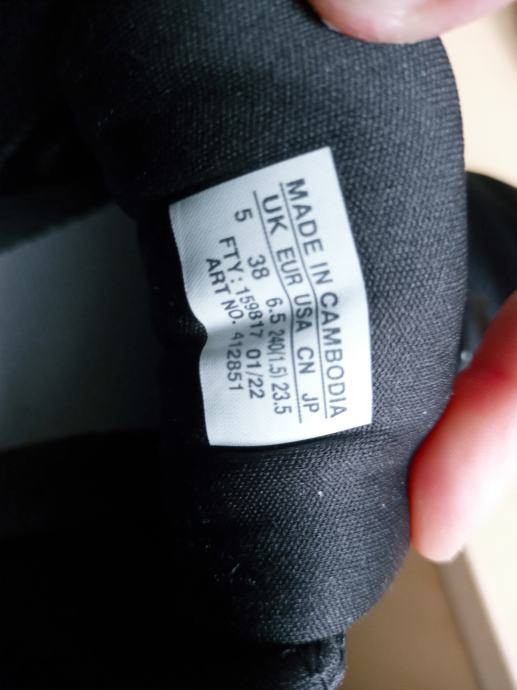 MADE IN CAMBODIA
UK EUR USA CN JP
5 38 6.5 240(1.5) 23.5
FTY: 159817 01/22
ART NO. 412851